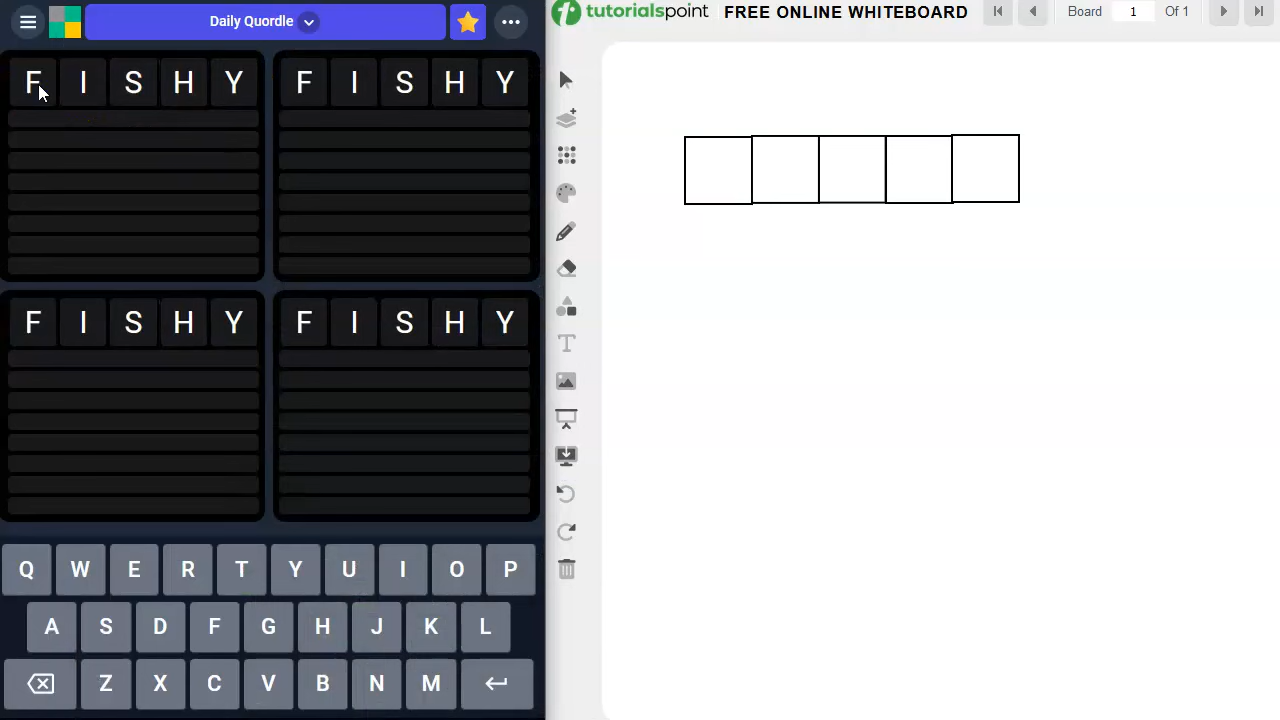 Daily Quordle
tutorialspoint FREE ONLINE WHITEBOARD Board 1 Of 1
F I S H Y F I S H Y
F I S H Y F I S H Y
Q W E R T Y U I O P
A S D F G H J K L
Z X C V B N M
T